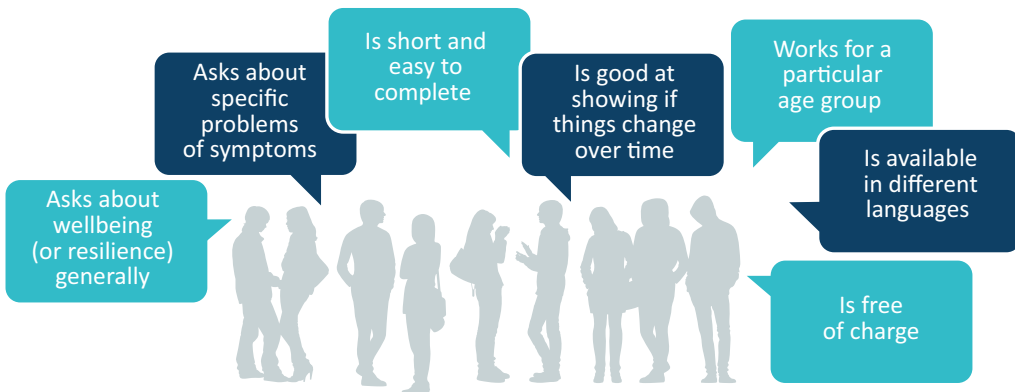 Asks about
wellbeing
(or resilience)
generally
Asks about
specific
problems
of symptoms
Is short and
easy to
complete
Is good at
showing if
things change
over time
Works for a
particular
age group
Is available
in different
languages
Is free
of charge